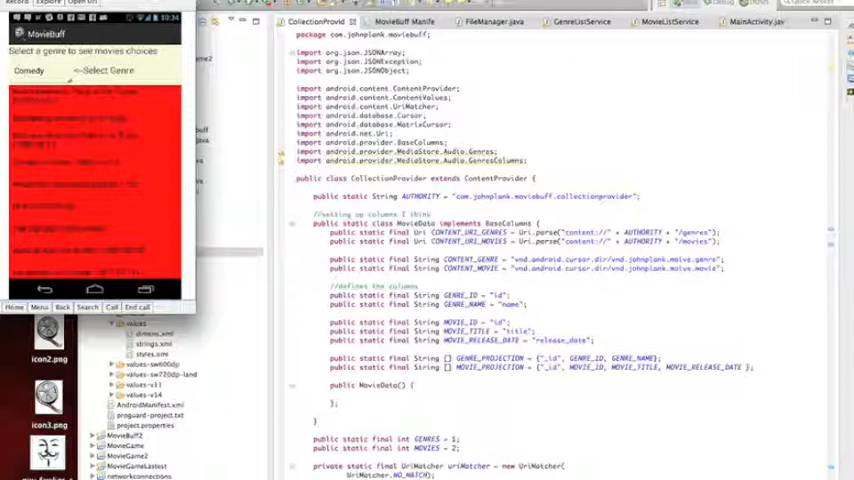 Record Explore Open Url
10:34
MovieBuff
Select a genre to see movies choices
Comedy <--Select Genre
Home Menu Back Search Call End call
icon2.png
icon3.png
values
dimens.xml
strings.xml
styles.xml
values-sw600dp
values-sw720dp-land
values-v11
values-v14
AndroidManifest.xml
proguard-project.txt
project.properties
MovieBuff2
MovieGame
MovieGame2
MovieGameLastest
networkconnections
CollectionProvid MovieBuff Manife FileManager.java GenreListService MovieListService MainActivity.jav
package com.johnplank.moviebuff;
import org.json.JSONArray;
import org.json.JSONException;
import org.json.JSONObject;
import android.content.ContentProvider;
import android.content.ContentValues;
import android.content.UriMatcher;
import android.database.Cursor;
import android.database.MatrixCursor;
import android.net.Uri;
import android.provider.BaseColumns;
import android.provider.MediaStore.Audio.Genres;
import android.provider.MediaStore.Audio.GenresColumns;
public class CollectionProvider extends ContentProvider {
public static String AUTHORITY = "com.johnplank.moviebuff.collectionprovider";
//setting up columns I think
public static class MovieData implements BaseColumns {
public static final Uri CONTENT_URI_GENRES = Uri.parse("content://" + AUTHORITY + "/genres");
public static final Uri CONTENT_URI_MOVIES = Uri.parse("content://" + AUTHORITY + "/movies");
public static final String CONTENT_GENRE = "vnd.android.cursor.dir/vnd.johnplank.moivs.genre";
public static final String CONTENT_MOVIE = "vnd.android.cursor.dir/vnd.johnplank.moivs.movie";
//defines the columns
public static final String GENRE_ID = "id";
public static final String GENRE_NAME = "name";
public static final String MOVIE_ID = "id";
public static final String MOVIE_TITLE = "title";
public static final String MOVIE_RELEASE_DATE = "release_date";
public static final String [] GENRE_PROJECTION = {"_id", GENRE_ID, GENRE_NAME};
public static final String [] MOVIE_PROJECTION = {"_id", MOVIE_ID, MOVIE_TITLE, MOVIE_RELEASE_DATE };
public MovieData() {
};
}
public static final int GENRES = 1;
public static final int MOVIES = 2;
private static final UriMatcher uriMatcher = new UriMatcher(
UriMatcher.NO_MATCH);